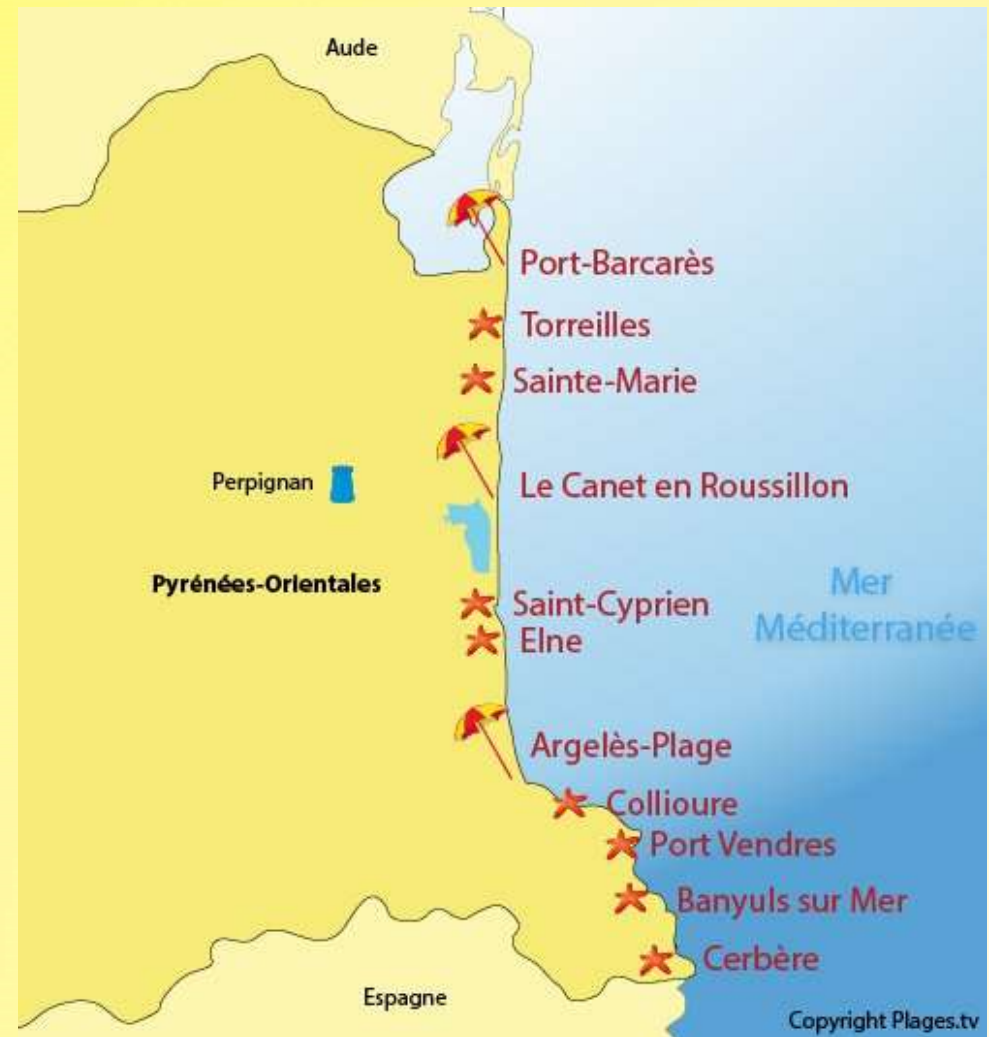 Aude
Port-Barcarès
Torreilles
Sainte-Marie
Perpignan
Le Canet en Roussillon
Pyrénées-Orientales
Mer
Méditerranée
Saint-Cyprien
Elne
Argelès-Plage
Collioure
Port Vendres
Banyuls sur Mer
Cerbère
Espagne
Copyright Plages.tv